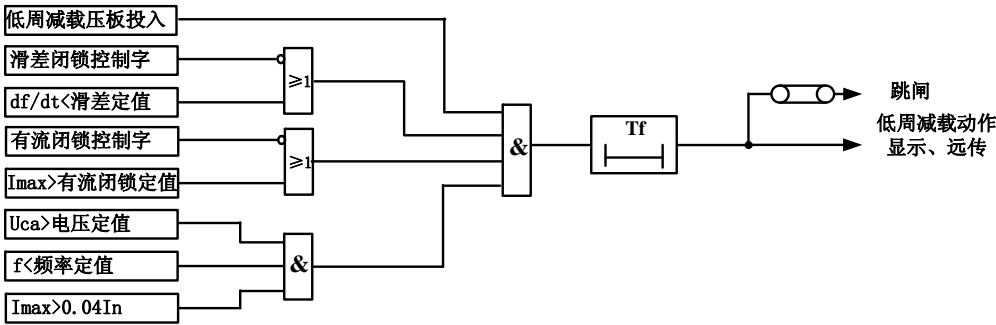 低周减载压板投入
滑差闭锁控制字
df/dt<滑差定值
≥1
有流闭锁控制字
Imax>有流闭锁定值
≥1
Uca>电压定值
f<频率定值
Imax>0.04In
&
&
Tf
跳闸
低周减载动作
显示、远传